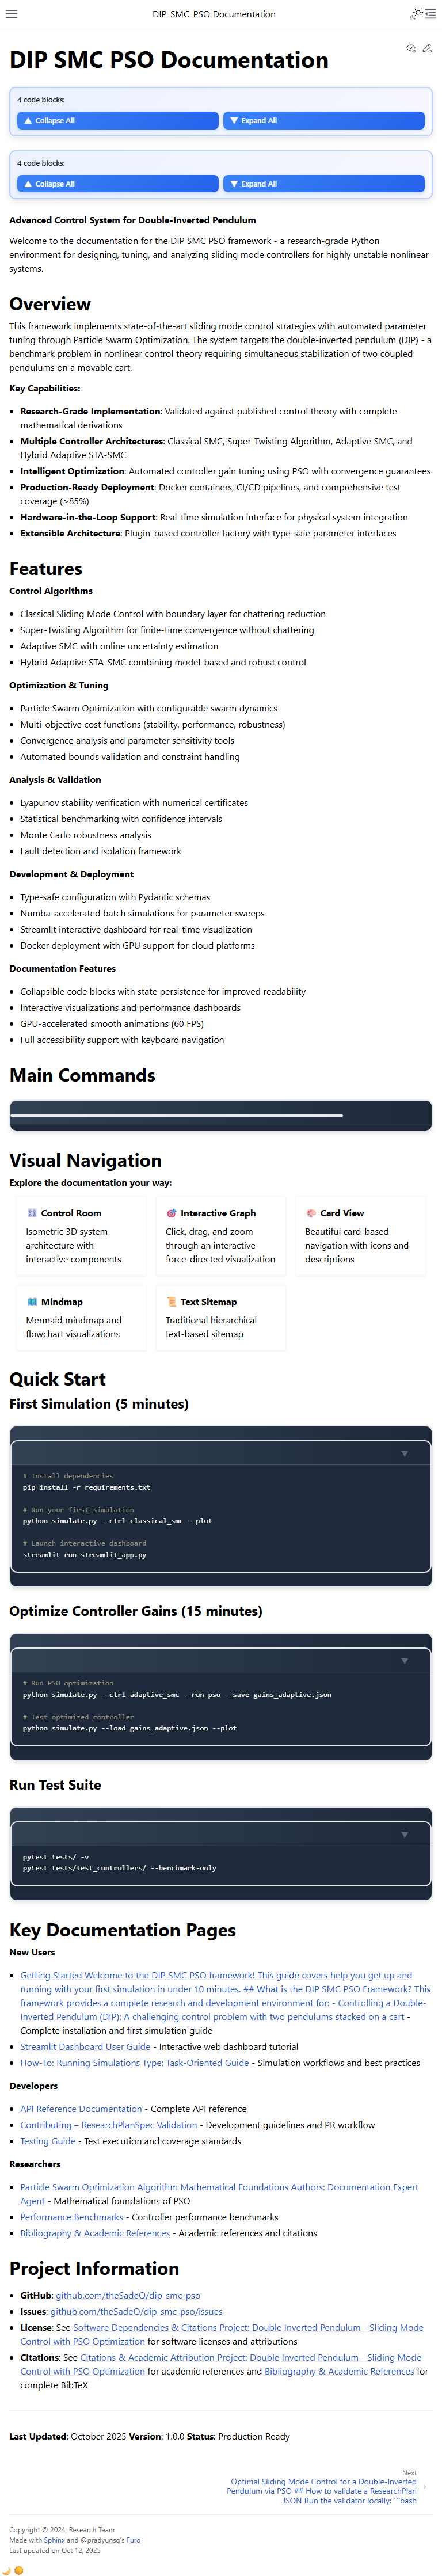 DIP_SMC_PSO Documentation
DIP SMC PSO Documentation
4 code blocks:
▲ Collapse All
▼ Expand All
4 code blocks:
▲ Collapse All
▼ Expand All
Advanced Control System for Double-Inverted Pendulum
Welcome to the documentation for the DIP SMC PSO framework - a research-grade Python
environment for designing, tuning, and analyzing sliding mode controllers for highly unstable nonlinear
systems.
Overview
This framework implements state-of-the-art sliding mode control strategies with automated parameter
tuning through Particle Swarm Optimization. The system targets the double-inverted pendulum (DIP) - a
benchmark problem in nonlinear control theory requiring simultaneous stabilization of two coupled
pendulums on a movable cart.
Key Capabilities:
• Research-Grade Implementation: Validated against published control theory with complete
mathematical derivations
• Multiple Controller Architectures: Classical SMC, Super-Twisting Algorithm, Adaptive SMC, and
Hybrid Adaptive STA-SMC
• Intelligent Optimization: Automated controller gain tuning using PSO with convergence guarantees
• Production-Ready Deployment: Docker containers, CI/CD pipelines, and comprehensive test
coverage (>85%)
• Hardware-in-the-Loop Support: Real-time simulation interface for physical system integration
• Extensible Architecture: Plugin-based controller factory with type-safe parameter interfaces
Features
Control Algorithms
• Classical Sliding Mode Control with boundary layer for chattering reduction
• Super-Twisting Algorithm for finite-time convergence without chattering
• Adaptive SMC with online uncertainty estimation
• Hybrid Adaptive STA-SMC combining model-based and robust control
Optimization & Tuning
• Particle Swarm Optimization with configurable swarm dynamics
• Multi-objective cost functions (stability, performance, robustness)
• Convergence analysis and parameter sensitivity tools
• Automated bounds validation and constraint handling
Analysis & Validation
• Lyapunov stability verification with numerical certificates
• Statistical benchmarking with confidence intervals
• Monte Carlo robustness analysis
• Fault detection and isolation framework
Development & Deployment
• Type-safe configuration with Pydantic schemas
• Numba-accelerated batch simulations for parameter sweeps
• Streamlit interactive dashboard for real-time visualization
• Docker deployment with GPU support for cloud platforms
Documentation Features
• Collapsible code blocks with state persistence for improved readability
• Interactive visualizations and performance dashboards
• GPU-accelerated smooth animations (60 FPS)
• Full accessibility support with keyboard navigation
Main Commands
Visual Navigation
Explore the documentation your way:
Control Room
Isometric 3D system
architecture with
interactive components
Interactive Graph
Click, drag, and zoom
through an interactive
force-directed visualization
Card View
Beautiful card-based
navigation with icons and
descriptions
Mindmap
Mermaid mindmap and
flowchart visualizations
Text Sitemap
Traditional hierarchical
text-based sitemap
Quick Start
First Simulation (5 minutes)
# Install dependencies
pip install -r requirements.txt
# Run your first simulation
python simulate.py --ctrl classical_smc --plot
# Launch interactive dashboard
streamlit run streamlit_app.py
Optimize Controller Gains (15 minutes)
# Run PSO optimization
python simulate.py --ctrl adaptive_smc --run-pso --save gains_adaptive.json
# Test optimized controller
python simulate.py --load gains_adaptive.json --plot
Run Test Suite
pytest tests/ -v
pytest tests/test_controllers/ --benchmark-only
Key Documentation Pages
New Users
• Getting Started Welcome to the DIP SMC PSO framework! This guide covers help you get up and
running with your first simulation in under 10 minutes. ## What is the DIP SMC PSO Framework? This
framework provides a complete research and development environment for: - Controlling a Double-
Inverted Pendulum (DIP): A challenging control problem with two pendulums stacked on a cart -
Complete installation and first simulation guide
• Streamlit Dashboard User Guide - Interactive web dashboard tutorial
• How-To: Running Simulations Type: Task-Oriented Guide - Simulation workflows and best practices
Developers
• API Reference Documentation - Complete API reference
• Contributing – ResearchPlanSpec Validation - Development guidelines and PR workflow
• Testing Guide - Test execution and coverage standards
Researchers
• Particle Swarm Optimization Algorithm Mathematical Foundations Authors: Documentation Expert
Agent - Mathematical foundations of PSO
• Performance Benchmarks - Controller performance benchmarks
• Bibliography & Academic References - Academic references and citations
Project Information
• GitHub: github.com/theSadeQ/dip-smc-pso
• Issues: github.com/theSadeQ/dip-smc-pso/issues
• License: See Software Dependencies & Citations Project: Double Inverted Pendulum - Sliding Mode
Control with PSO Optimization for software licenses and attributions
• Citations: See Citations & Academic Attribution Project: Double Inverted Pendulum - Sliding Mode
Control with PSO Optimization for academic references and Bibliography & Academic References for
complete BibTeX
Last Updated: October 2025 Version: 1.0.0 Status: Production Ready
Next
Optimal Sliding Mode Control for a Double-Inverted
Pendulum via PSO ## How to validate a ResearchPlan
JSON Run the validator locally: ```bash
Copyright © 2024, Research Team
Made with Sphinx and @pradyunsg's Furo
Last updated on Oct 12, 2025